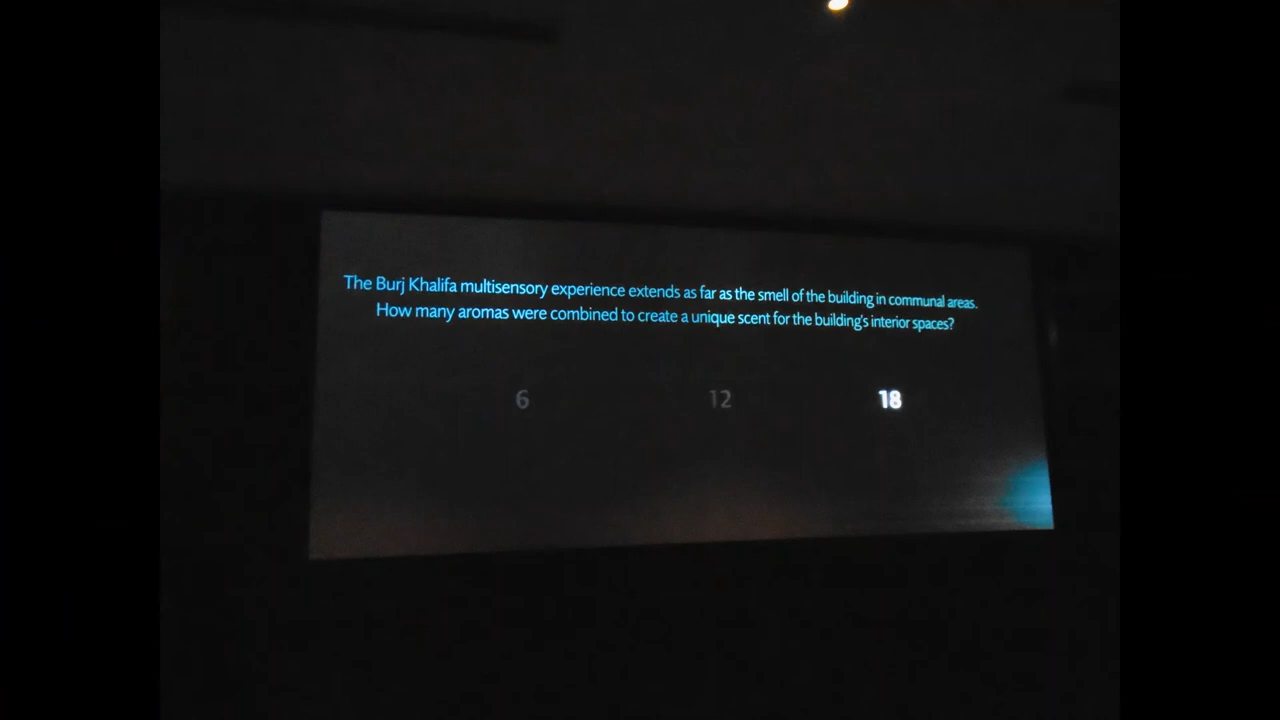 The Burj Khalifa multisensory experience extends as far as the smell of the building in communal areas.
How many aromas were combined to create a unique scent for the building's interior spaces?
6 12 18